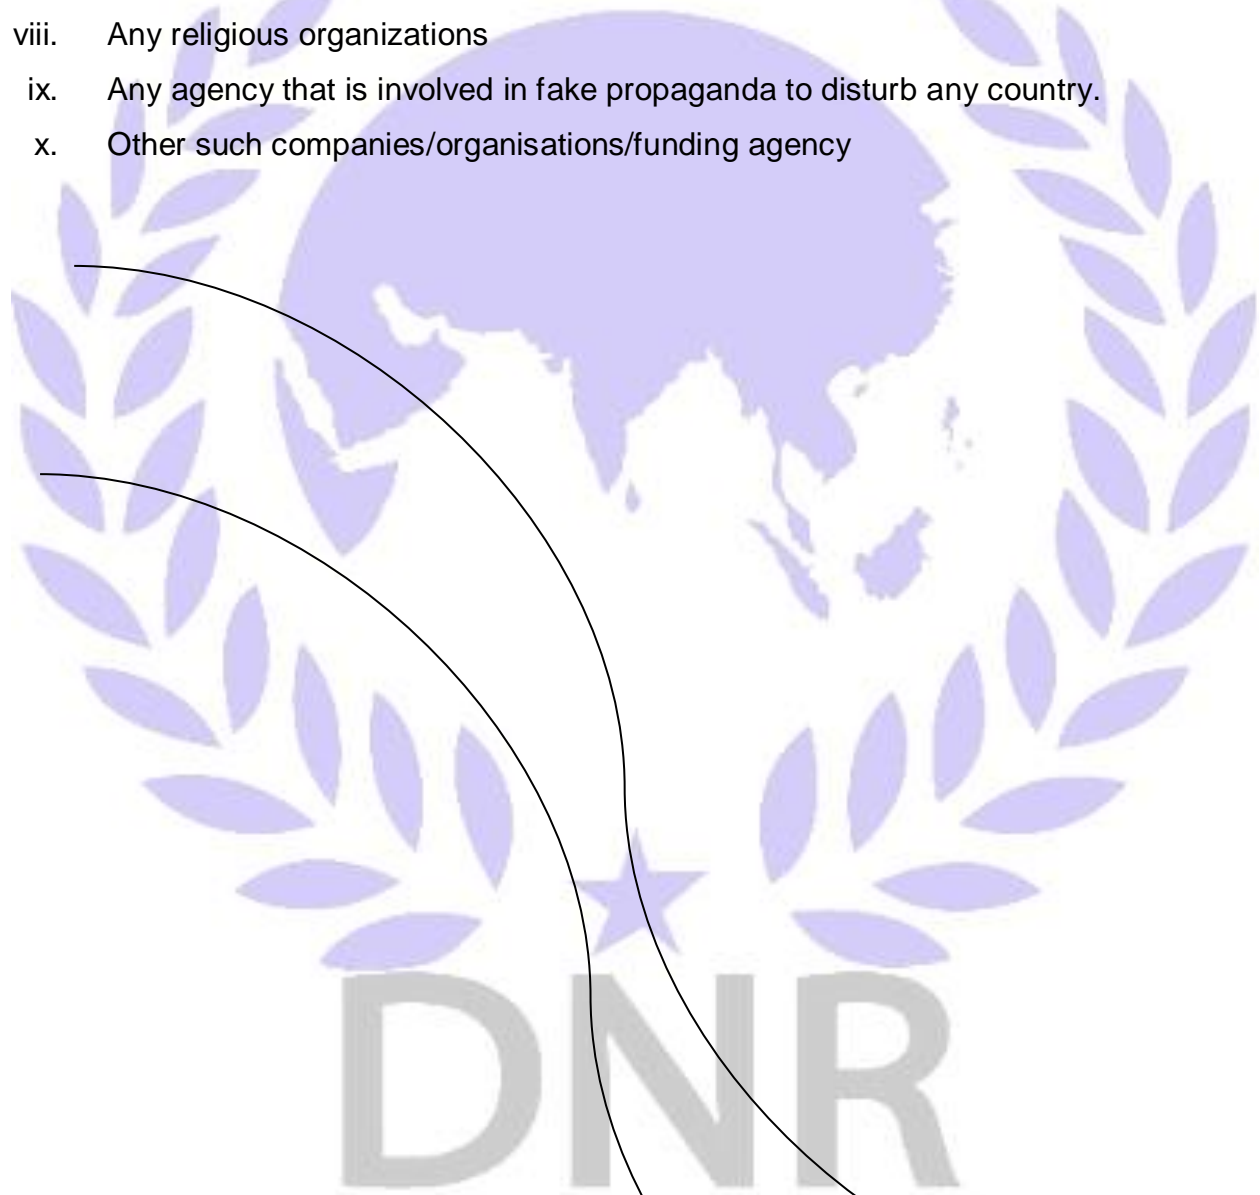 viii. Any religious organizations
ix. Any agency that is involved in fake propaganda to disturb any country.
x. Other such companies/organisations/funding agency
DNR